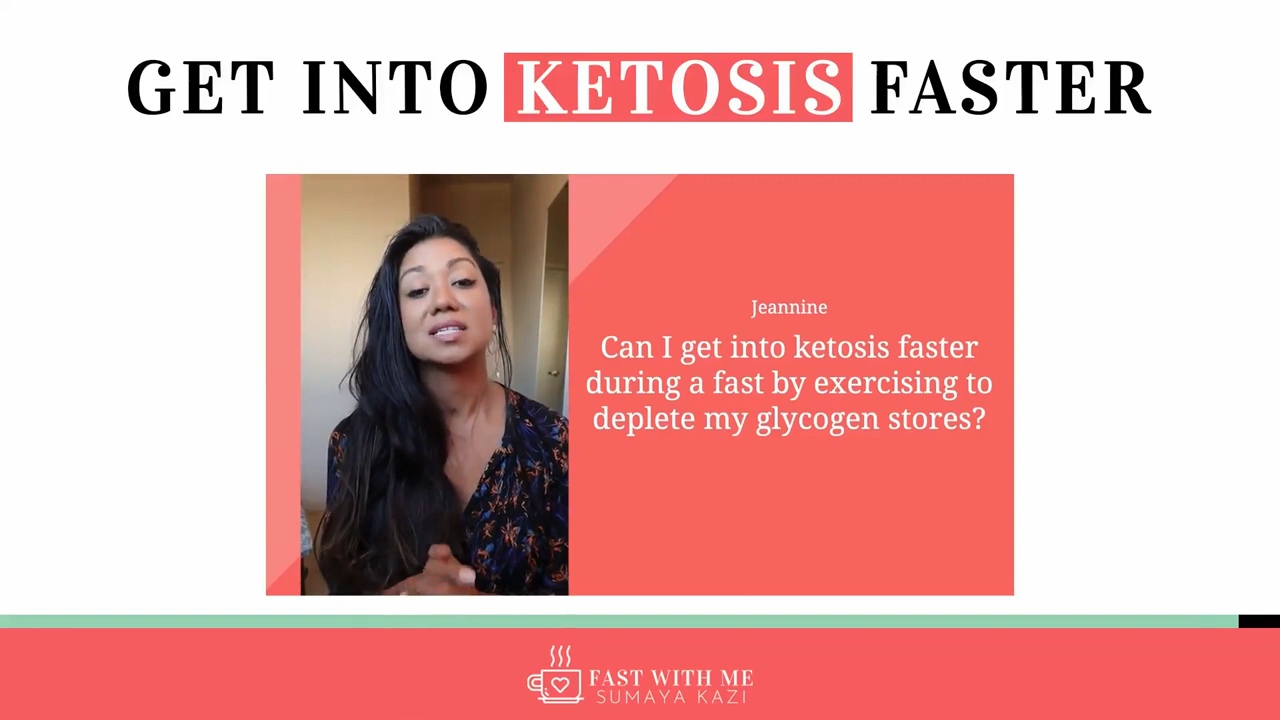 GET INTO KETOSIS FASTER
Jeannine
Can I get into ketosis faster
during a fast by exercising to
deplete my glycogen stores?
FAST WITH ME
SUMAYA KAZI